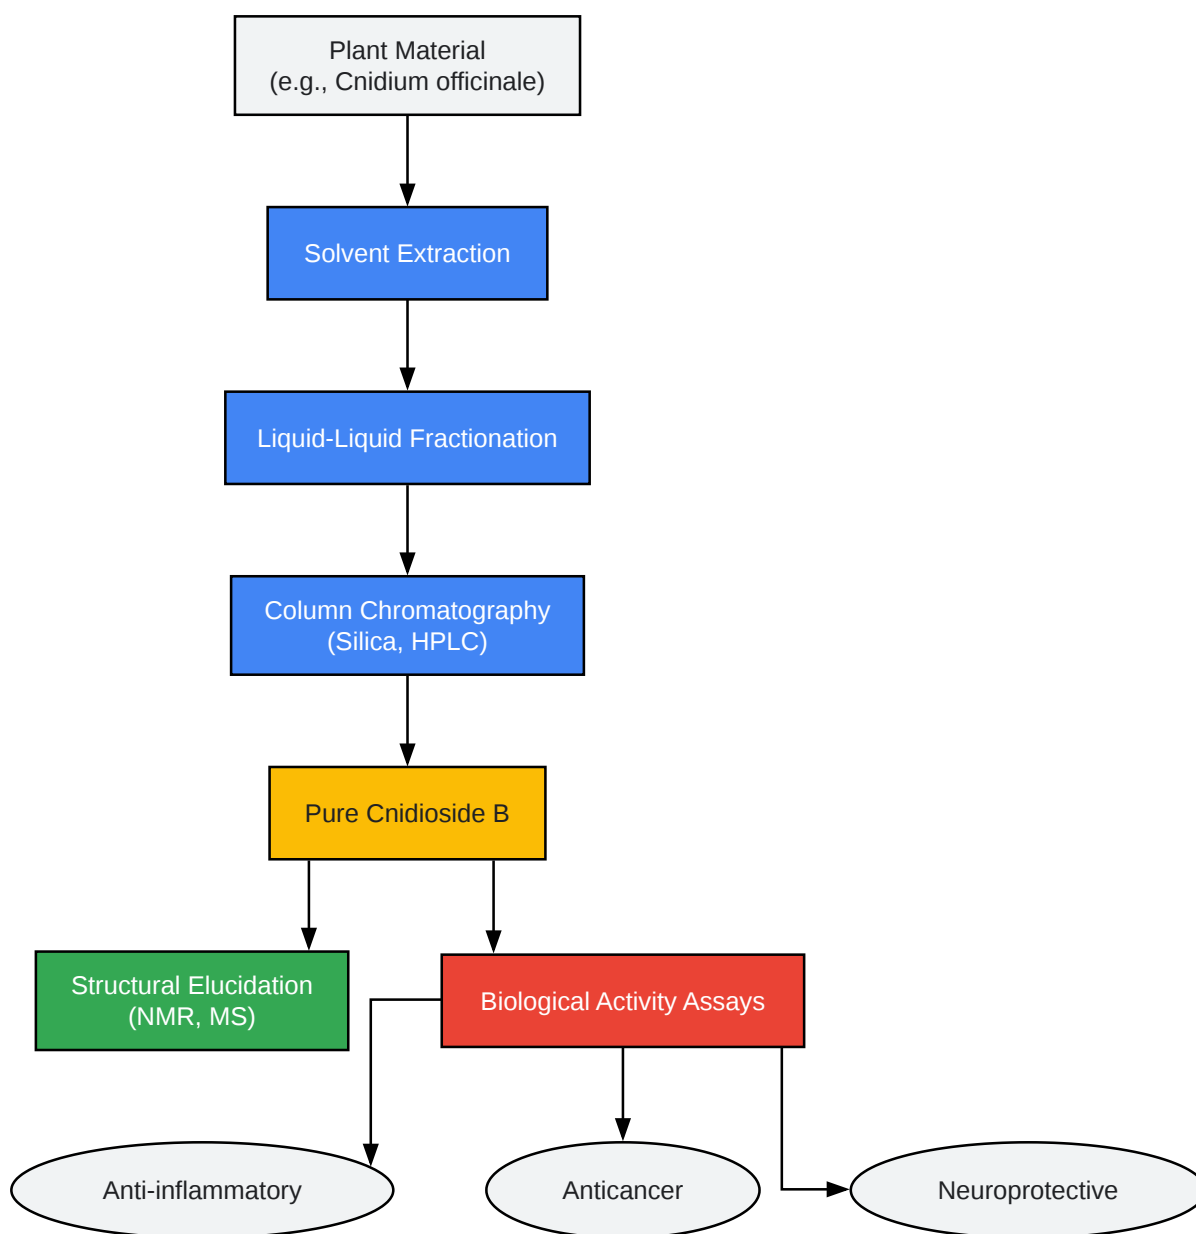 Plant Material
(e.g., Cnidium officinale)
Solvent Extraction
Liquid-Liquid Fractionation
Column Chromatography
(Silica, HPLC)
Pure Cnidioside B
Structural Elucidation
(NMR, MS)
Biological Activity Assays
Anti-inflammatory
Anticancer
Neuroprotective